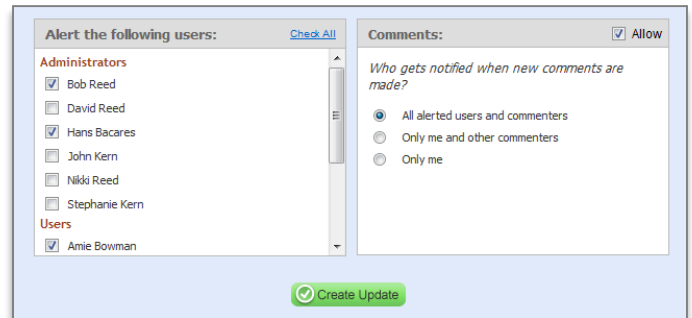 Alert the following users: Check All
Administrators
Bob Reed
David Reed
Hans Bacares
John Kern
Nikki Reed
Stephanie Kern
Users
Amie Bowman
Comments: Allow
Who gets notified when new comments are
made?
All alerted users and commenters
Only me and other commenters
Only me
Create Update